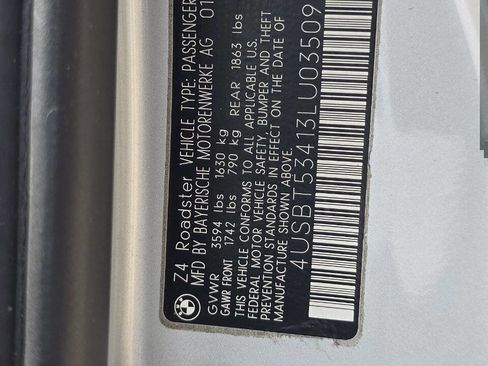 Z4 Roadster VEHICLE TYPE: PASSENGER
MFD BY BAYERISCHE MOTORENWERKE AG 01
GVWR 3594 lbs 1630 kg
GAWR FRONT 1742 lbs 790 kg REAR 1863 lbs
THIS VEHICLE CONFORMS TO ALL APPLICABLE U.S.
FEDERAL MOTOR VEHICLE SAFETY, BUMPER AND THEFT
PREVENTION STANDARDS IN EFFECT ON THE DATE OF
MANUFACTURE SHOWN ABOVE.
4USBT53413LU03509